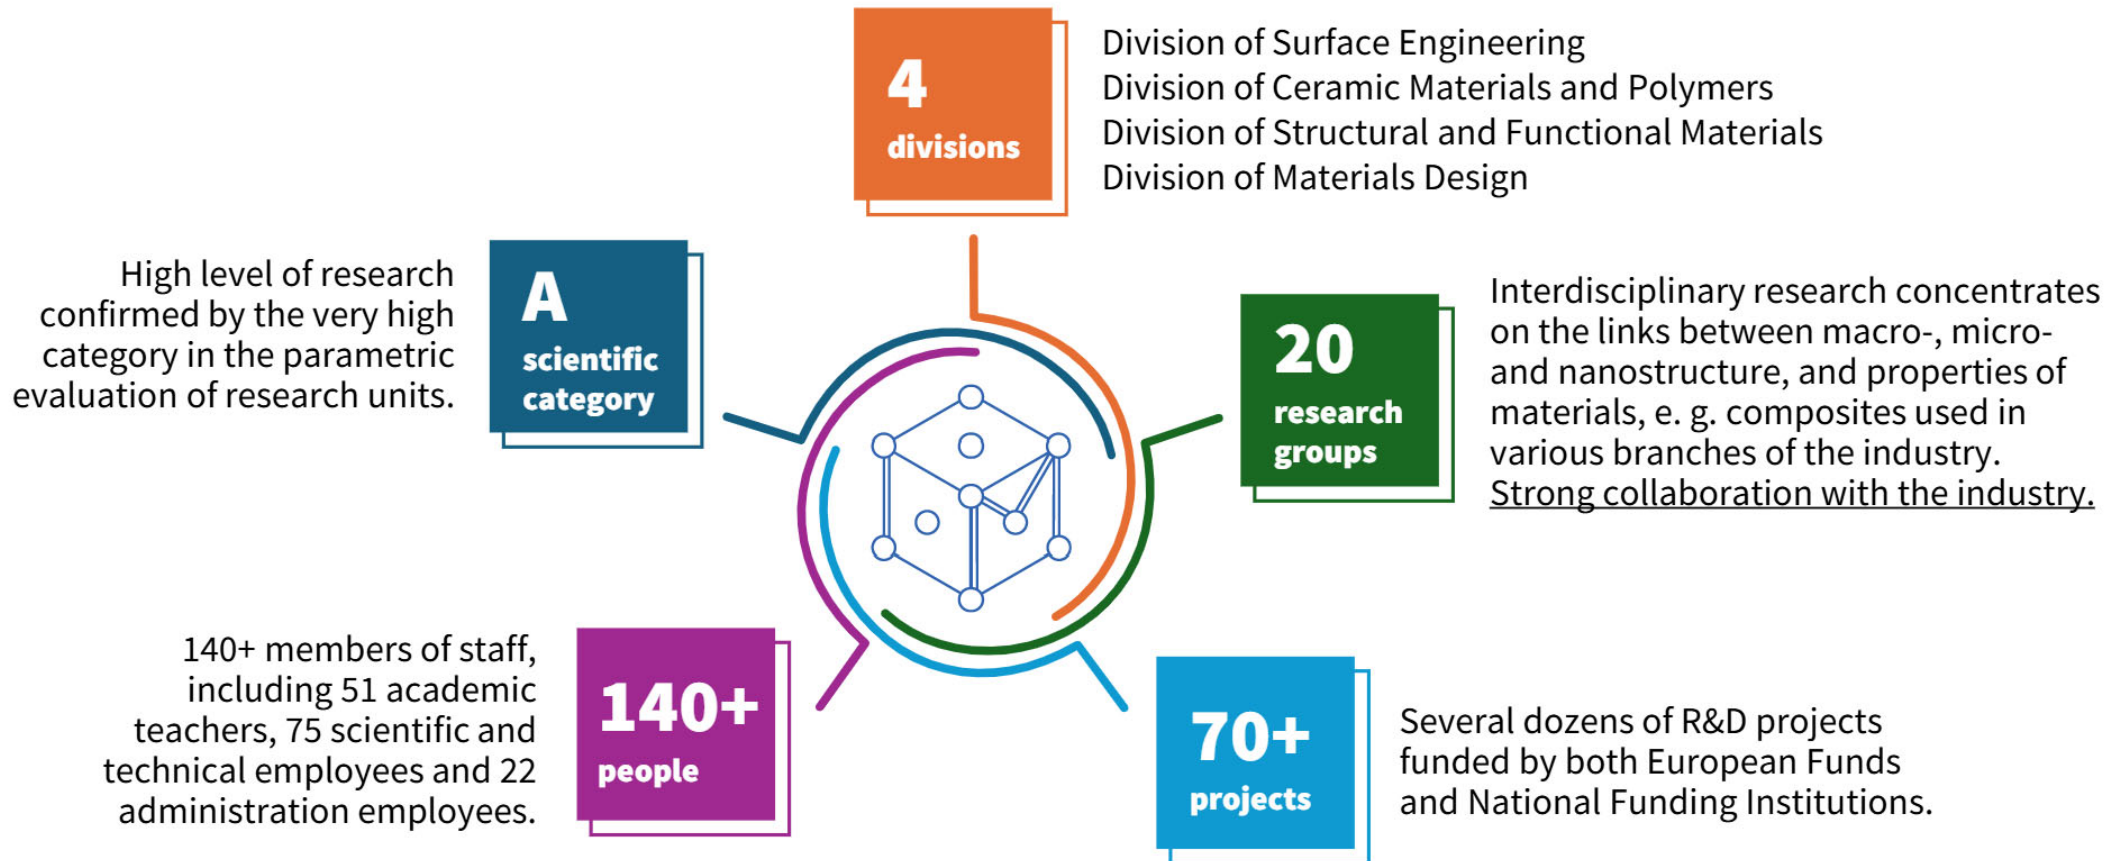 4
divisions
Division of Surface Engineering
Division of Ceramic Materials and Polymers
Division of Structural and Functional Materials
Division of Materials Design
High level of research
confirmed by the very high
category in the parametric
evaluation of research units.
A
scientific
category
20
research
groups
Interdisciplinary research concentrates
on the links between macro-, micro-
and nanostructure, and properties of
materials, e. g. composites used in
various branches of the industry.
Strong collaboration with the industry.
140+ members of staff,
including 51 academic
teachers, 75 scientific and
technical employees and 22
administration employees.
140+
people
70+
projects
Several dozens of R&D projects
funded by both European Funds
and National Funding Institutions.